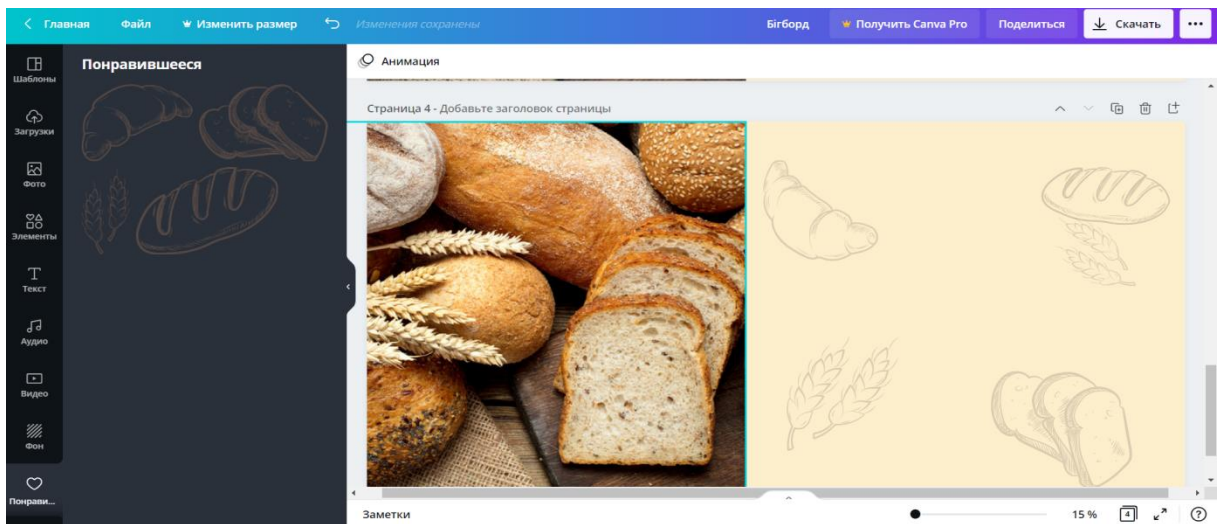 Главная Файл Изменить размер Изменения сохранены Бігборд Получить Canva Pro Поделиться Скачать
Шаблоны
Загрузки
Фото
Элементы
Текст
Аудио
Видео
Фон
Понрави...
Понравившееся
Анимация
Страница 4 - Добавьте заголовок страницы
Заметки 15 % 4 ?